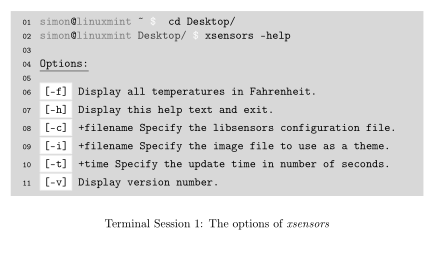 01 simon@linuxmint ~ $ cd Desktop/
02 simon@linuxmint Desktop/ $ xsensors -help
03
04 Options:
05
06 [-f] Display all temperatures in Fahrenheit.
07 [-h] Display this help text and exit.
08 [-c] +filename Specify the libsensors configuration file.
09 [-i] +filename Specify the image file to use as a theme.
10 [-t] +time Specify the update time in number of seconds.
11 [-v] Display version number.
Terminal Session 1: The options of xsensors